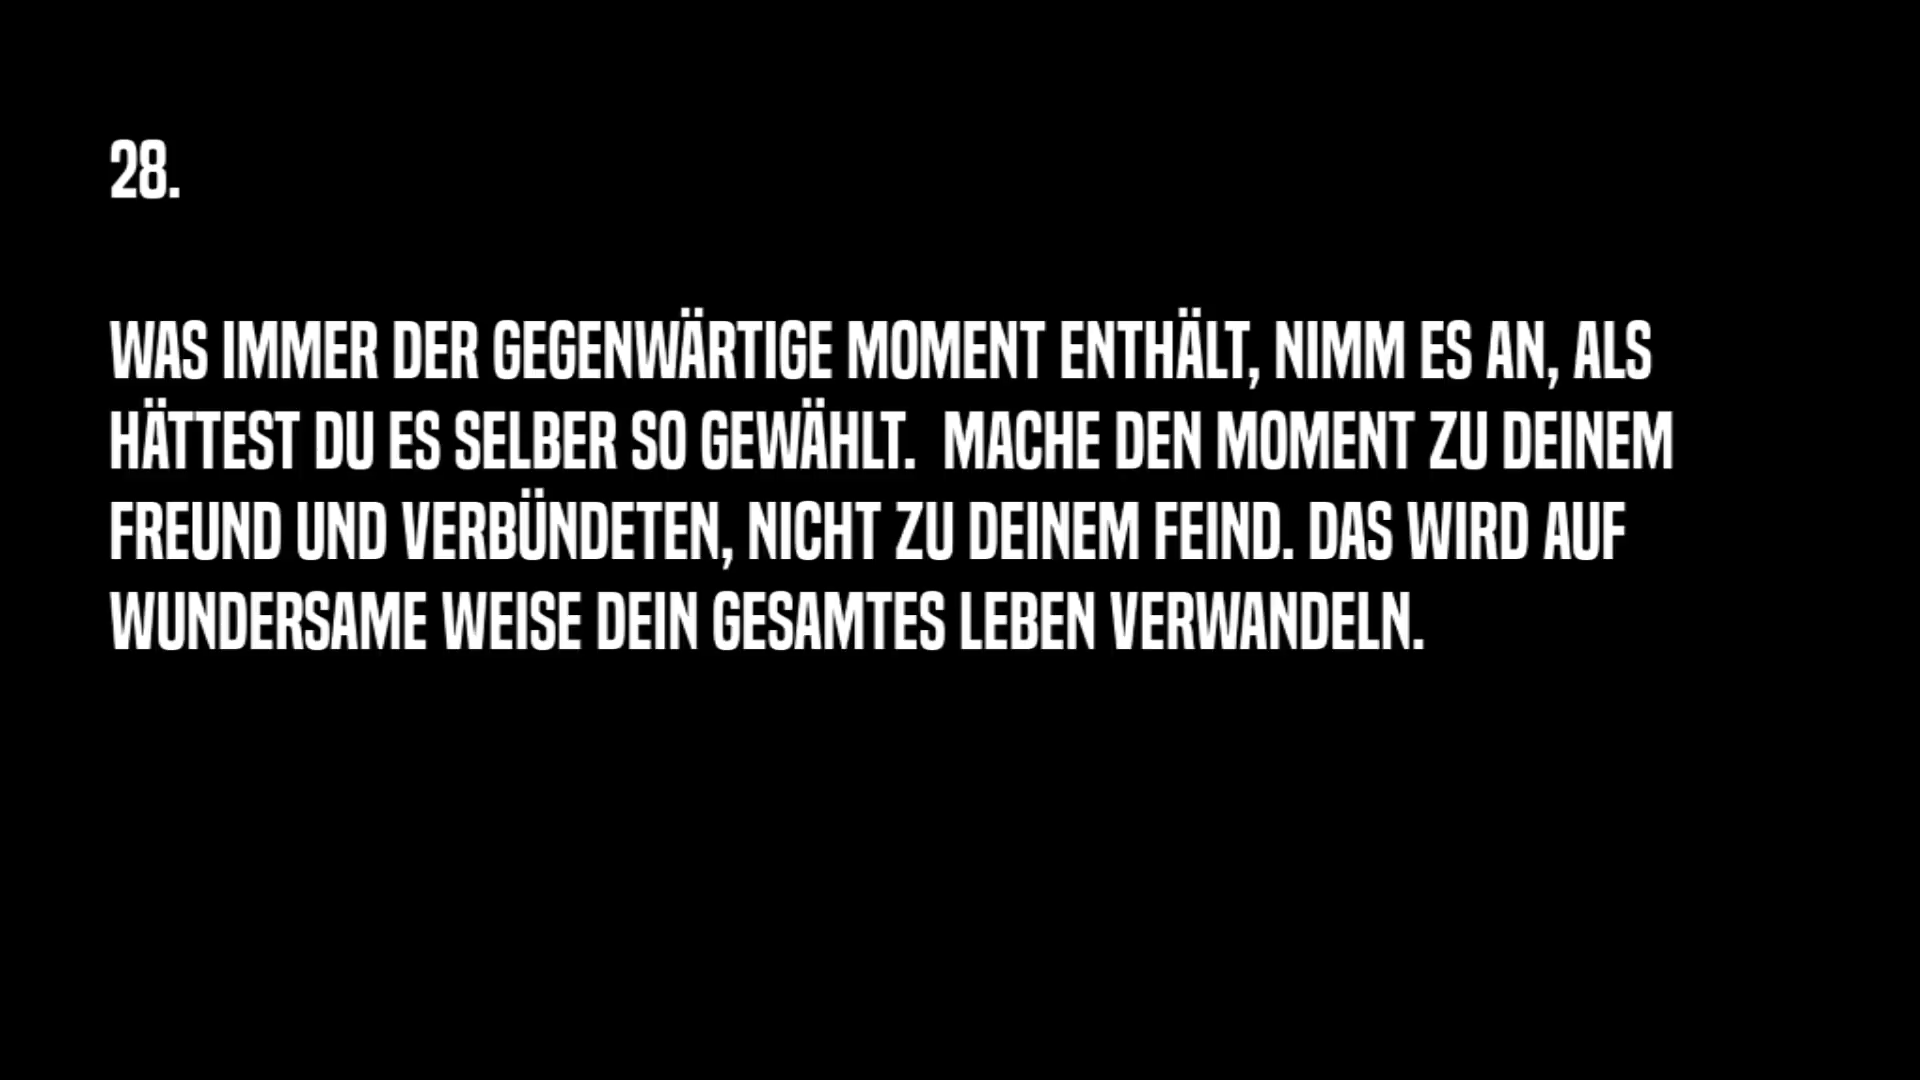 28.
WAS IMMER DER GEGENWÄRTIGE MOMENT ENTHÄLT, NIMM ES AN, ALS
HÄTTEST DU ES SELBER SO GEWÄHLT.  MACHE DEN MOMENT ZU DEINEM
FREUND UND VERBÜNDETEN, NICHT ZU DEINEM FEIND. DAS WIRD AUF
WUNDERSAME WEISE DEIN GESAMTES LEBEN VERWANDELN.